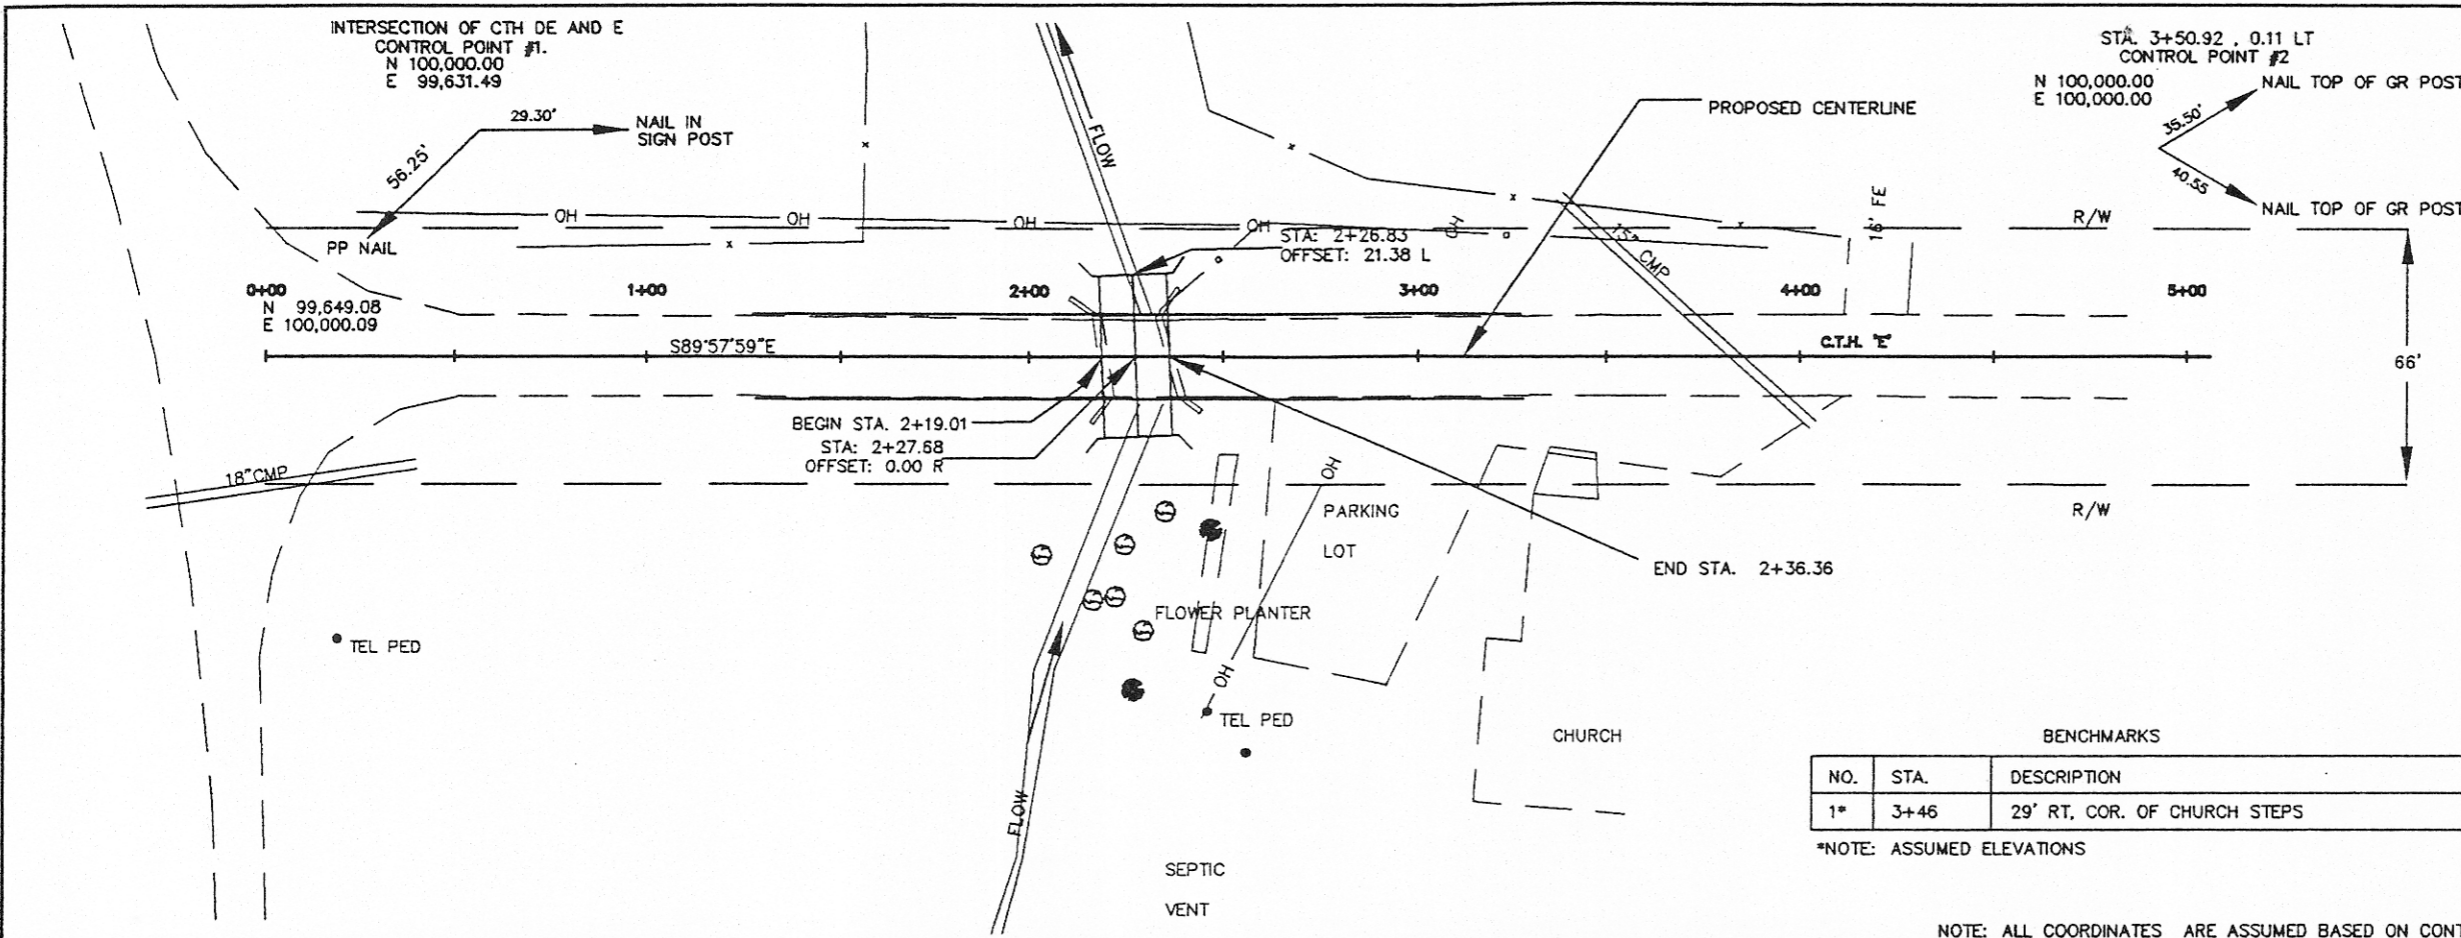 INTERSECTION OF CTH DE AND E
CONTROL POINT #1.
N 100,000.00
E 99,631.49
29.30'
NAIL IN
SIGN POST
56.25'
PP NAIL
OH
OH
OH
OH
OH
FLOW
STA: 2+26.83
OFFSET: 21.38 L
PROPOSED CENTERLINE
15" CMP
16' FE
STA. 3+50.92 , 0.11 LT
CONTROL POINT #2
N 100,000.00
E 100,000.00
NAIL TOP OF GR POST
35.50'
40.55
NAIL TOP OF GR POST
R/W
0+00
1+00
2+00
3+00
4+00
5+00
N 99,649.08
E 100,000.09
S89°57'59"E
C.T.H. "E"
66'
BEGIN STA. 2+19.01
STA: 2+27.68
OFFSET: 0.00 R
18"CMP
OH
PARKING
LOT
R/W
END STA. 2+36.36
FLOWER PLANTER
TEL PED
OH
TEL PED
CHURCH
FLOW
SEPTIC
VENT
BENCHMARKS
NO. STA. DESCRIPTION
1* 3+46 29' RT, COR. OF CHURCH STEPS
*NOTE: ASSUMED ELEVATIONS
NOTE: ALL COORDINATES ARE ASSUMED BASED ON CONT